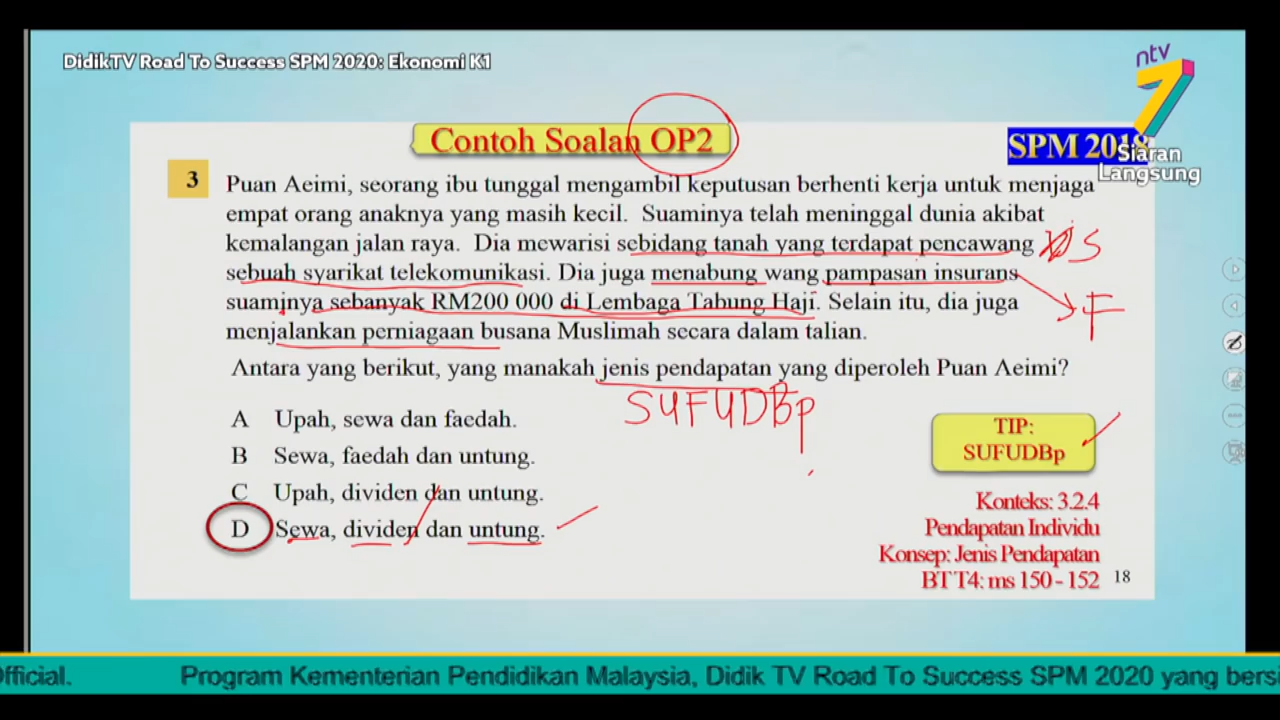 DidikTV Road To Success SPM 2020: Ekonomi K1
ntv
7
Siaran
Langsung
Contoh Soalan OP2
SPM 2018
3
Puan Aeimi, seorang ibu tunggal mengambil keputusan berhenti kerja untuk menjaga
empat orang anaknya yang masih kecil. Suaminya telah meninggal dunia akibat
kemalangan jalan raya. Dia mewarisi sebidang tanah yang terdapat pencawang
S
sebuah syarikat telekomunikasi. Dia juga menabung wang pampasan insurans
suaminya sebanyak RM200 000 di Lembaga Tabung Haji. Selain itu, dia juga
F
menjalankan perniagaan busana Muslimah secara dalam talian.
Antara yang berikut, yang manakah jenis pendapatan yang diperoleh Puan Aeimi?
SUFUDBp
A Upah, sewa dan faedah.
B Sewa, faedah dan untung.
C Upah, dividen dan untung.
D Sewa, dividen dan untung.
TIP:
SUFUDBp
Konteks: 3.2.4
Pendapatan Individu
Konsep: Jenis Pendapatan
BT T4: ms 150 - 152
18
Official. Program Kementerian Pendidikan Malaysia, Didik TV Road To Success SPM 2020 yang bersi